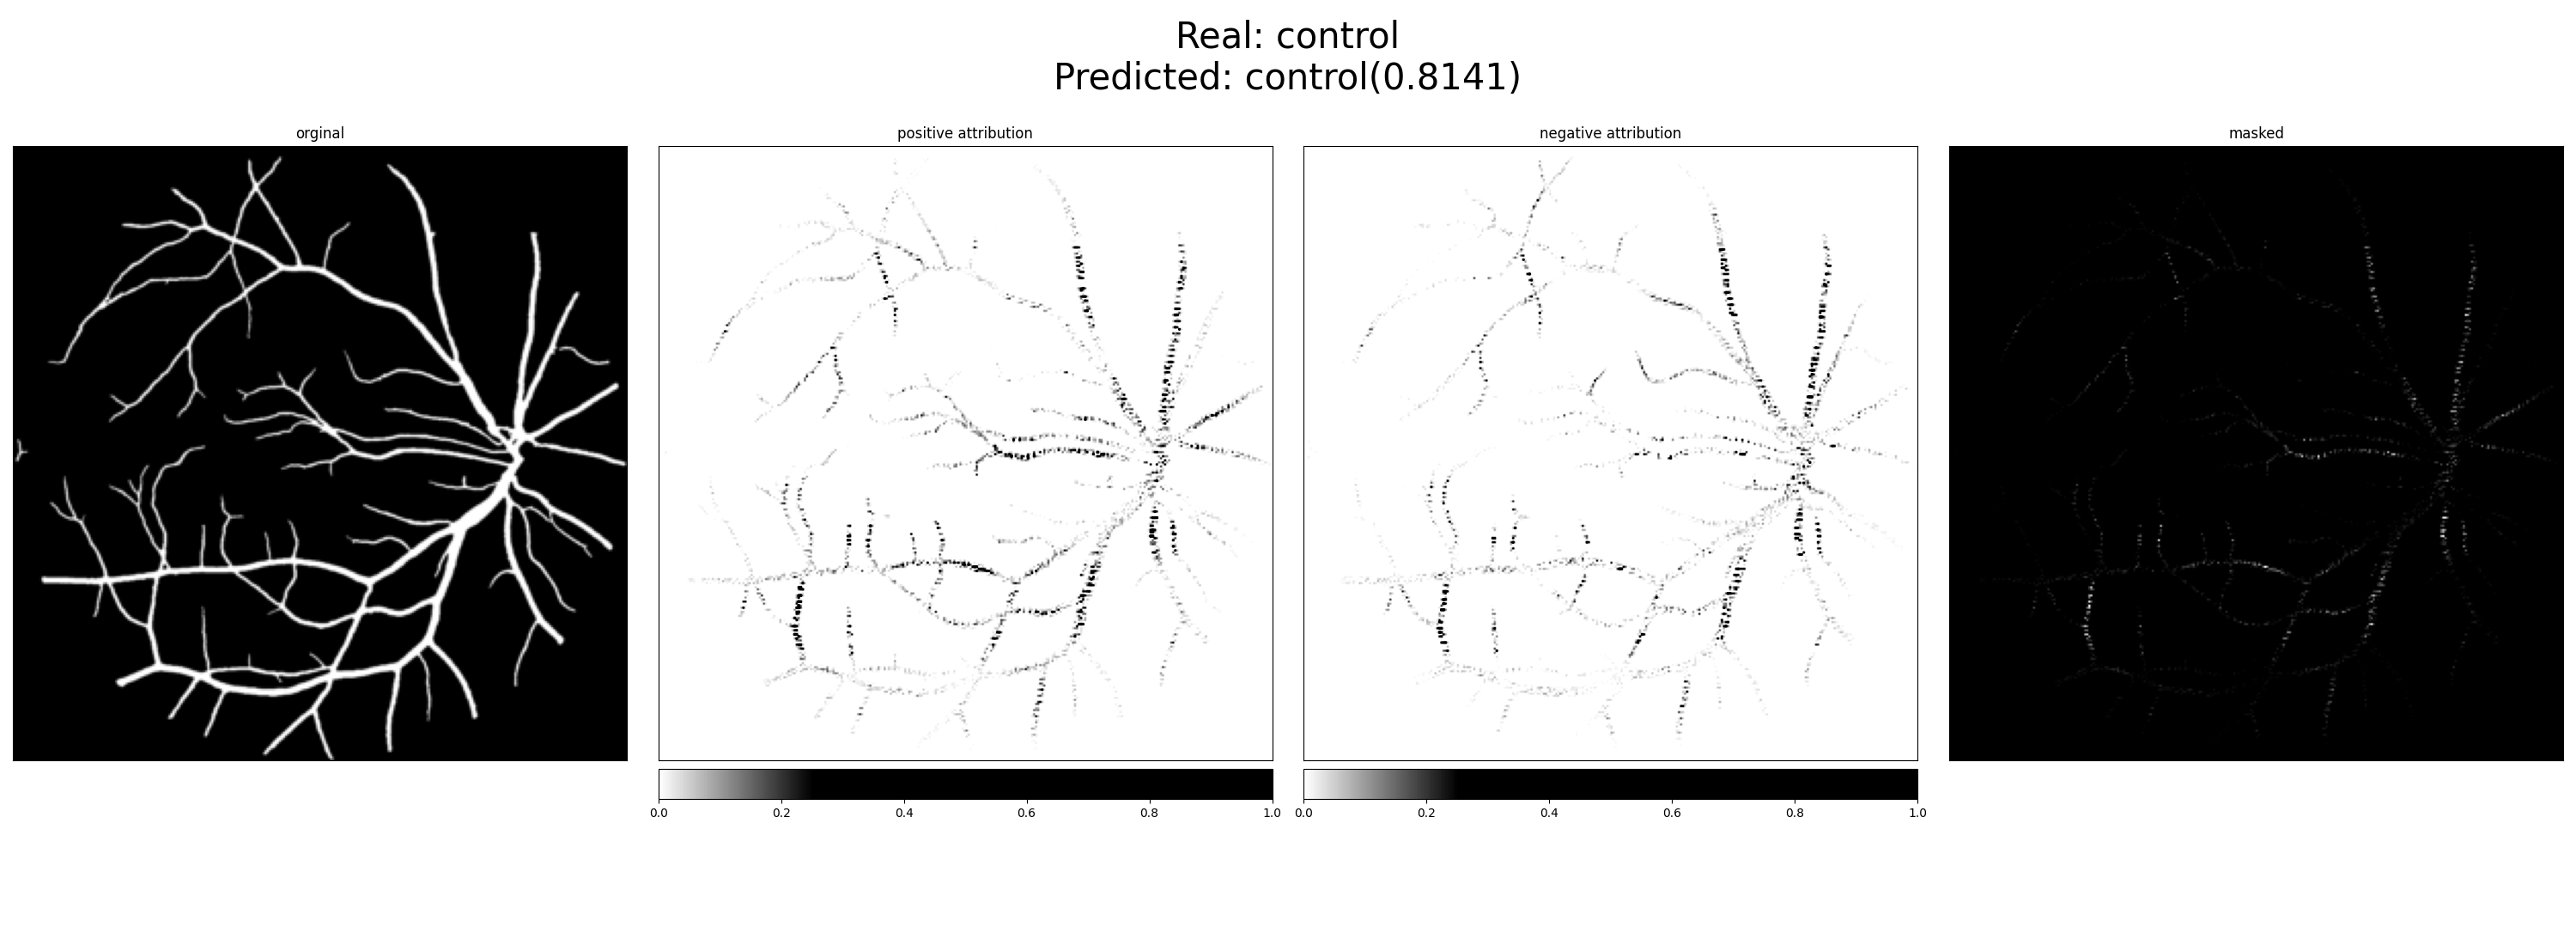 Real: control
Predicted: control(0.8141)
orginal
positive attribution
negative attribution
masked
0.0 0.2 0.4 0.6 0.8 1.0
0.0 0.2 0.4 0.6 0.8 1.0